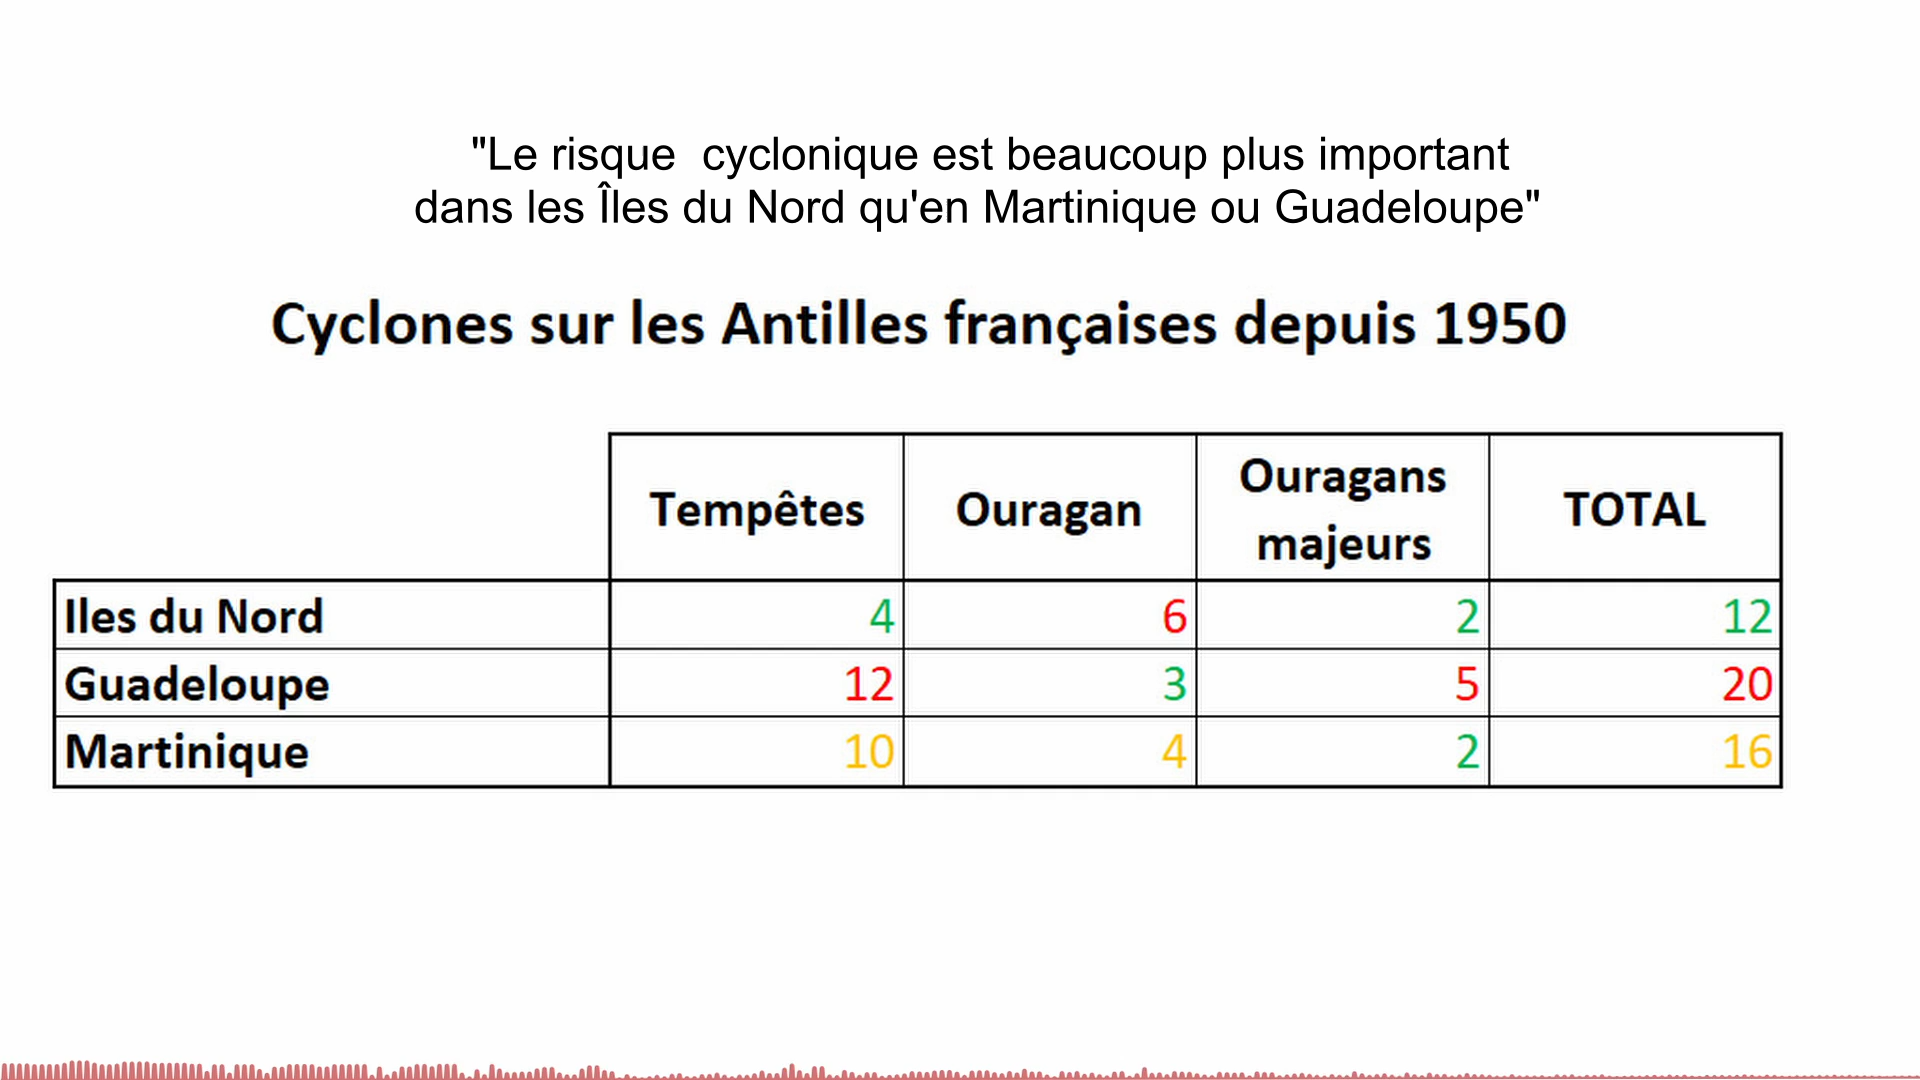 "Le risque  cyclonique est beaucoup plus important
dans les Îles du Nord qu'en Martinique ou Guadeloupe"
Cyclones sur les Antilles françaises depuis 1950
Tempêtes Ouragan Ouragans majeurs TOTAL
Iles du Nord 4 6 2 12
Guadeloupe 12 3 5 20
Martinique 10 4 2 16